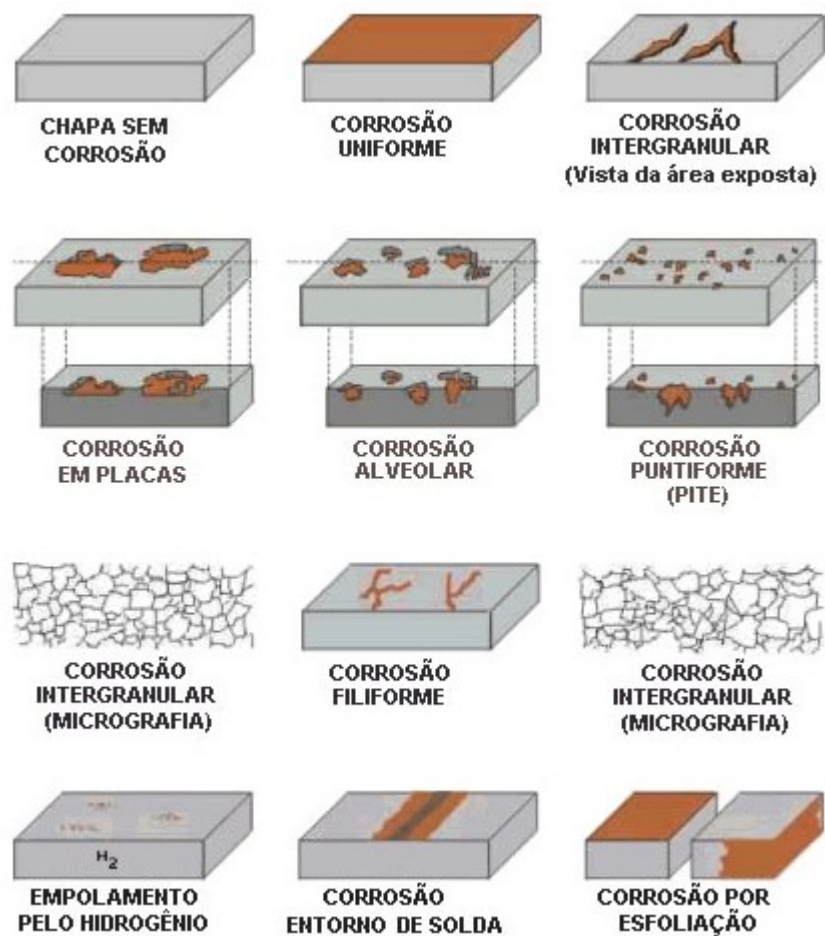 CHAPA SEM
CORROSÃO
CORROSÃO
UNIFORME
CORROSÃO
INTERGRANULAR
(Vista da área exposta)
CORROSÃO
EM PLACAS
CORROSÃO
ALVEOLAR
CORROSÃO
PUNTIFORME
(PITE)
CORROSÃO
INTERGRANULAR
(MICROGRAFIA)
CORROSÃO
FILIFORME
CORROSÃO
INTERGRANULAR
(MICROGRAFIA)
H2
EMPOLAMENTO
PELO HIDROGÊNIO
CORROSÃO
ENTORNO DE SOLDA
CORROSÃO POR
ESFOLIAÇÃO